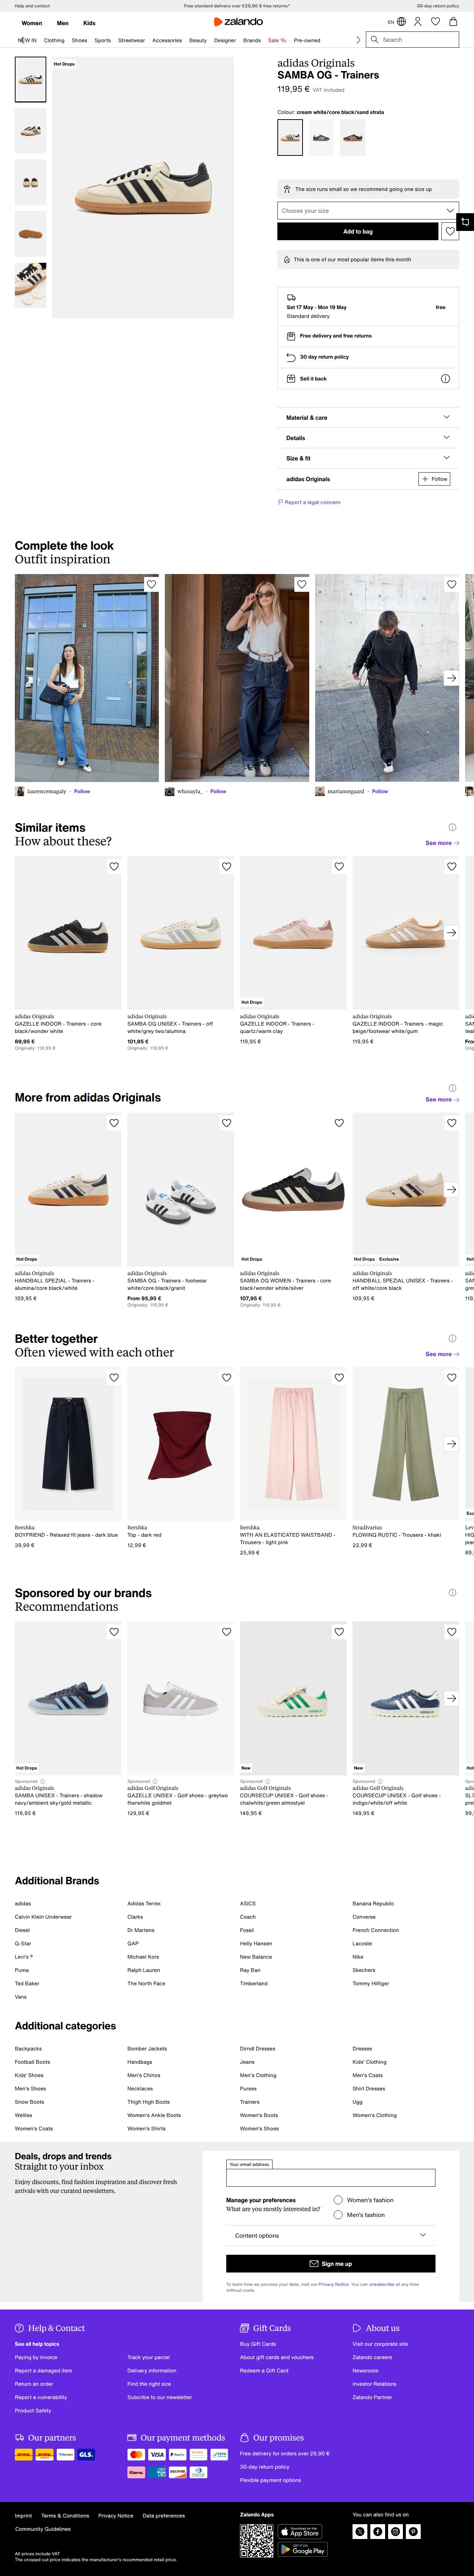 Help and contact
Free standard delivery over €29,90 & free returns*
30-day return policy
Women Men Kids
zalando
EN
NEW IN Clothing Shoes Sports Streetwear Accessories Beauty Designer Brands Sale % Pre-owned
Search
Hot Drops
adidas Originals
SAMBA OG - Trainers
119,95 € VAT included
Colour: cream white/core black/sand strata
The size runs small so we recommend going one size up
Choose your size
Add to bag
This is one of our most popular items this month
Sat 17 May - Mon 19 May free
Standard delivery
Free delivery and free returns
30 day return policy
Sell it back
Material & care
Details
Size & fit
adidas Originals
Follow
Report a legal concern
Complete the look
Outfit inspiration
laurencemagaly · Follow
whosayla_ · Follow
martanorgaard · Follow
Similar items
How about these?
See more
Hot Drops
adidas Originals
GAZELLE INDOOR - Trainers - core
black/wonder white
89,95 €
Originally: 119,95 €
adidas Originals
SAMBA OG UNISEX - Trainers - off
white/grey two/alumina
101,95 €
Originally: 119,95 €
adidas Originals
GAZELLE INDOOR - Trainers -
quartz/warm clay
119,95 €
adidas Originals
GAZELLE INDOOR - Trainers - magic
beige/footwear white/gum
119,95 €
More from adidas Originals
See more
Hot Drops
adidas Originals
HANDBALL SPEZIAL - Trainers -
alumina/core black/white
109,95 €
adidas Originals
SAMBA OG - Trainers - footwear
white/core black/granit
From 95,95 €
Originally: 119,95 €
Hot Drops
adidas Originals
SAMBA OG WOMEN - Trainers - core
black/wonder white/silver
107,95 €
Originally: 119,95 €
Hot Drops Exclusive
adidas Originals
HANDBALL SPEZIAL UNISEX - Trainers -
off white/core black
109,95 €
Better together
Often viewed with each other
See more
Bershka
BOYFRIEND - Relaxed fit jeans - dark blue
39,99 €
Bershka
Top - dark red
12,99 €
Bershka
WITH AN ELASTICATED WAISTBAND -
Trousers - light pink
25,99 €
Stradivarius
FLOWING RUSTIC - Trousers - khaki
22,99 €
Sponsored by our brands
Recommendations
Hot Drops
Sponsored
adidas Originals
SAMBA UNISEX - Trainers - shadow
navy/ambient sky/gold metallic
119,95 €
Sponsored
adidas Golf Originals
GAZELLE UNISEX - Golf shoes - greytwo
ftwrwhite goldmet
129,95 €
New
Sponsored
adidas Golf Originals
COURSECUP UNISEX - Golf shoes -
chalwhite/green almostyel
149,95 €
New
Sponsored
adidas Golf Originals
COURSECUP UNISEX - Golf shoes -
indigo/white/off white
149,95 €
Additional Brands
adidas Adidas Terrex ASICS Banana Republic
Calvin Klein Underwear Clarks Coach Converse
Diesel Dr Martens Fossil French Connection
G-Star GAP Helly Hansen Lacoste
Levi's ® Michael Kors New Balance Nike
Puma Ralph Lauren Ray Ban Skechers
Ted Baker The North Face Timberland Tommy Hilfiger
Vans
Additional categories
Backpacks Bomber Jackets Dirndl Dresses Dresses
Football Boots Handbags Jeans Kids' Clothing
Kids' Shoes Men's Chinos Men's Clothing Men's Coats
Men's Shoes Necklaces Purses Shirt Dresses
Snow Boots Thigh High Boots Trainers Ugg
Wellies Women's Ankle Boots Women's Boots Women's Clothing
Women's Coats Women's Shirts Women's Shoes
Deals, drops and trends
Straight to your inbox
Enjoy discounts, find fashion inspiration and discover fresh
arrivals with our curated newsletters.
Your email address
Manage your preferences
What are you mostly interested in?
Women's fashion
Men's fashion
Content options
Sign me up
To learn how we process your data, visit our Privacy Notice. You can unsubscribe at any time
without costs.
Help & Contact
See all help topics
Paying by invoice
Report a damaged item
Return an order
Report a vulnerability
Product Safety
Track your parcel
Delivery information
Find the right size
Subcribe to our newsletter
Gift Cards
Buy Gift Cards
About gift cards and vouchers
Redeem a Gift Card
About us
Visit our corporate site
Zalando careers
Newsroom
Investor Relations
Zalando Partner
Our partners
GLS.
Our payment methods
VISA
PayPal
Klarna
DISCOVER
Our promises
Free delivery for orders over 29,90 €
30-day return policy
Flexible payment options
Imprint Terms & Conditions Privacy Notice Data preferences
Community Guidelines
All prices include VAT
The crossed out price indicates the manufacturer's recommended retail price.
Zalando Apps
Download on the
App Store
GET IT ON
Google Play
You can also find us on